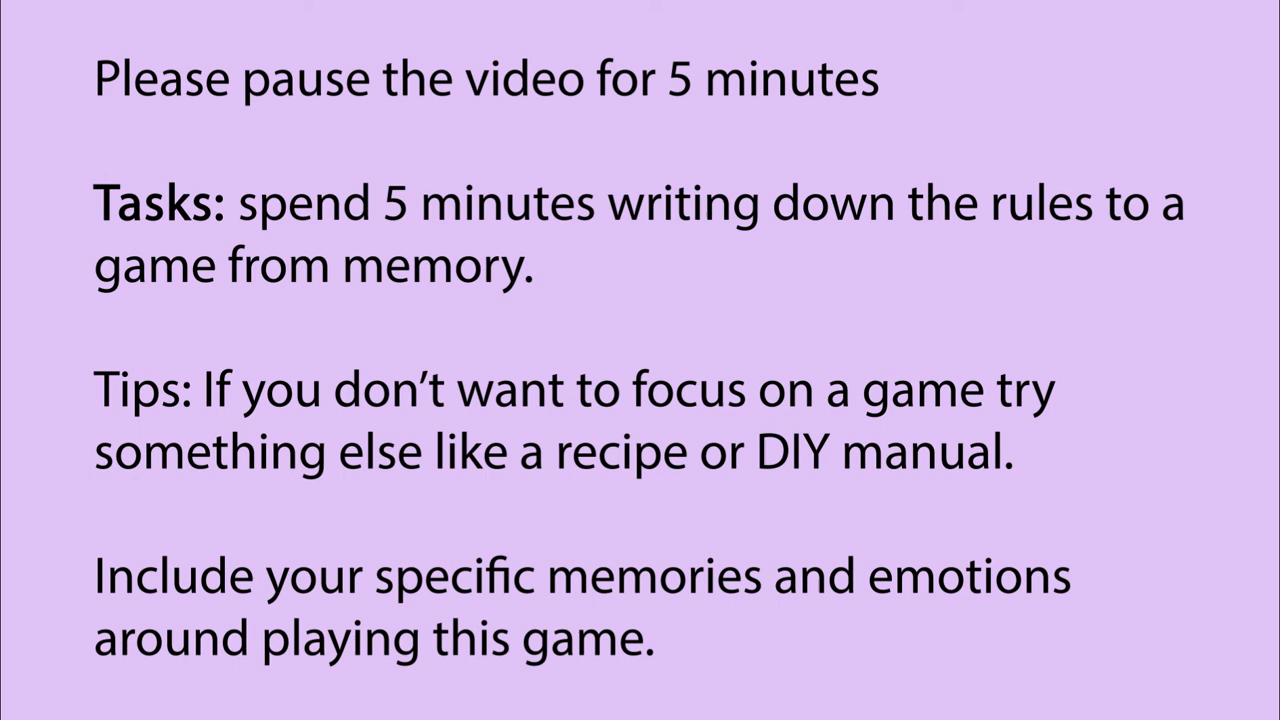 Please pause the video for 5 minutes
Tasks: spend 5 minutes writing down the rules to a
game from memory.
Tips: If you don’t want to focus on a game try
something else like a recipe or DIY manual.
Include your specific memories and emotions
around playing this game.